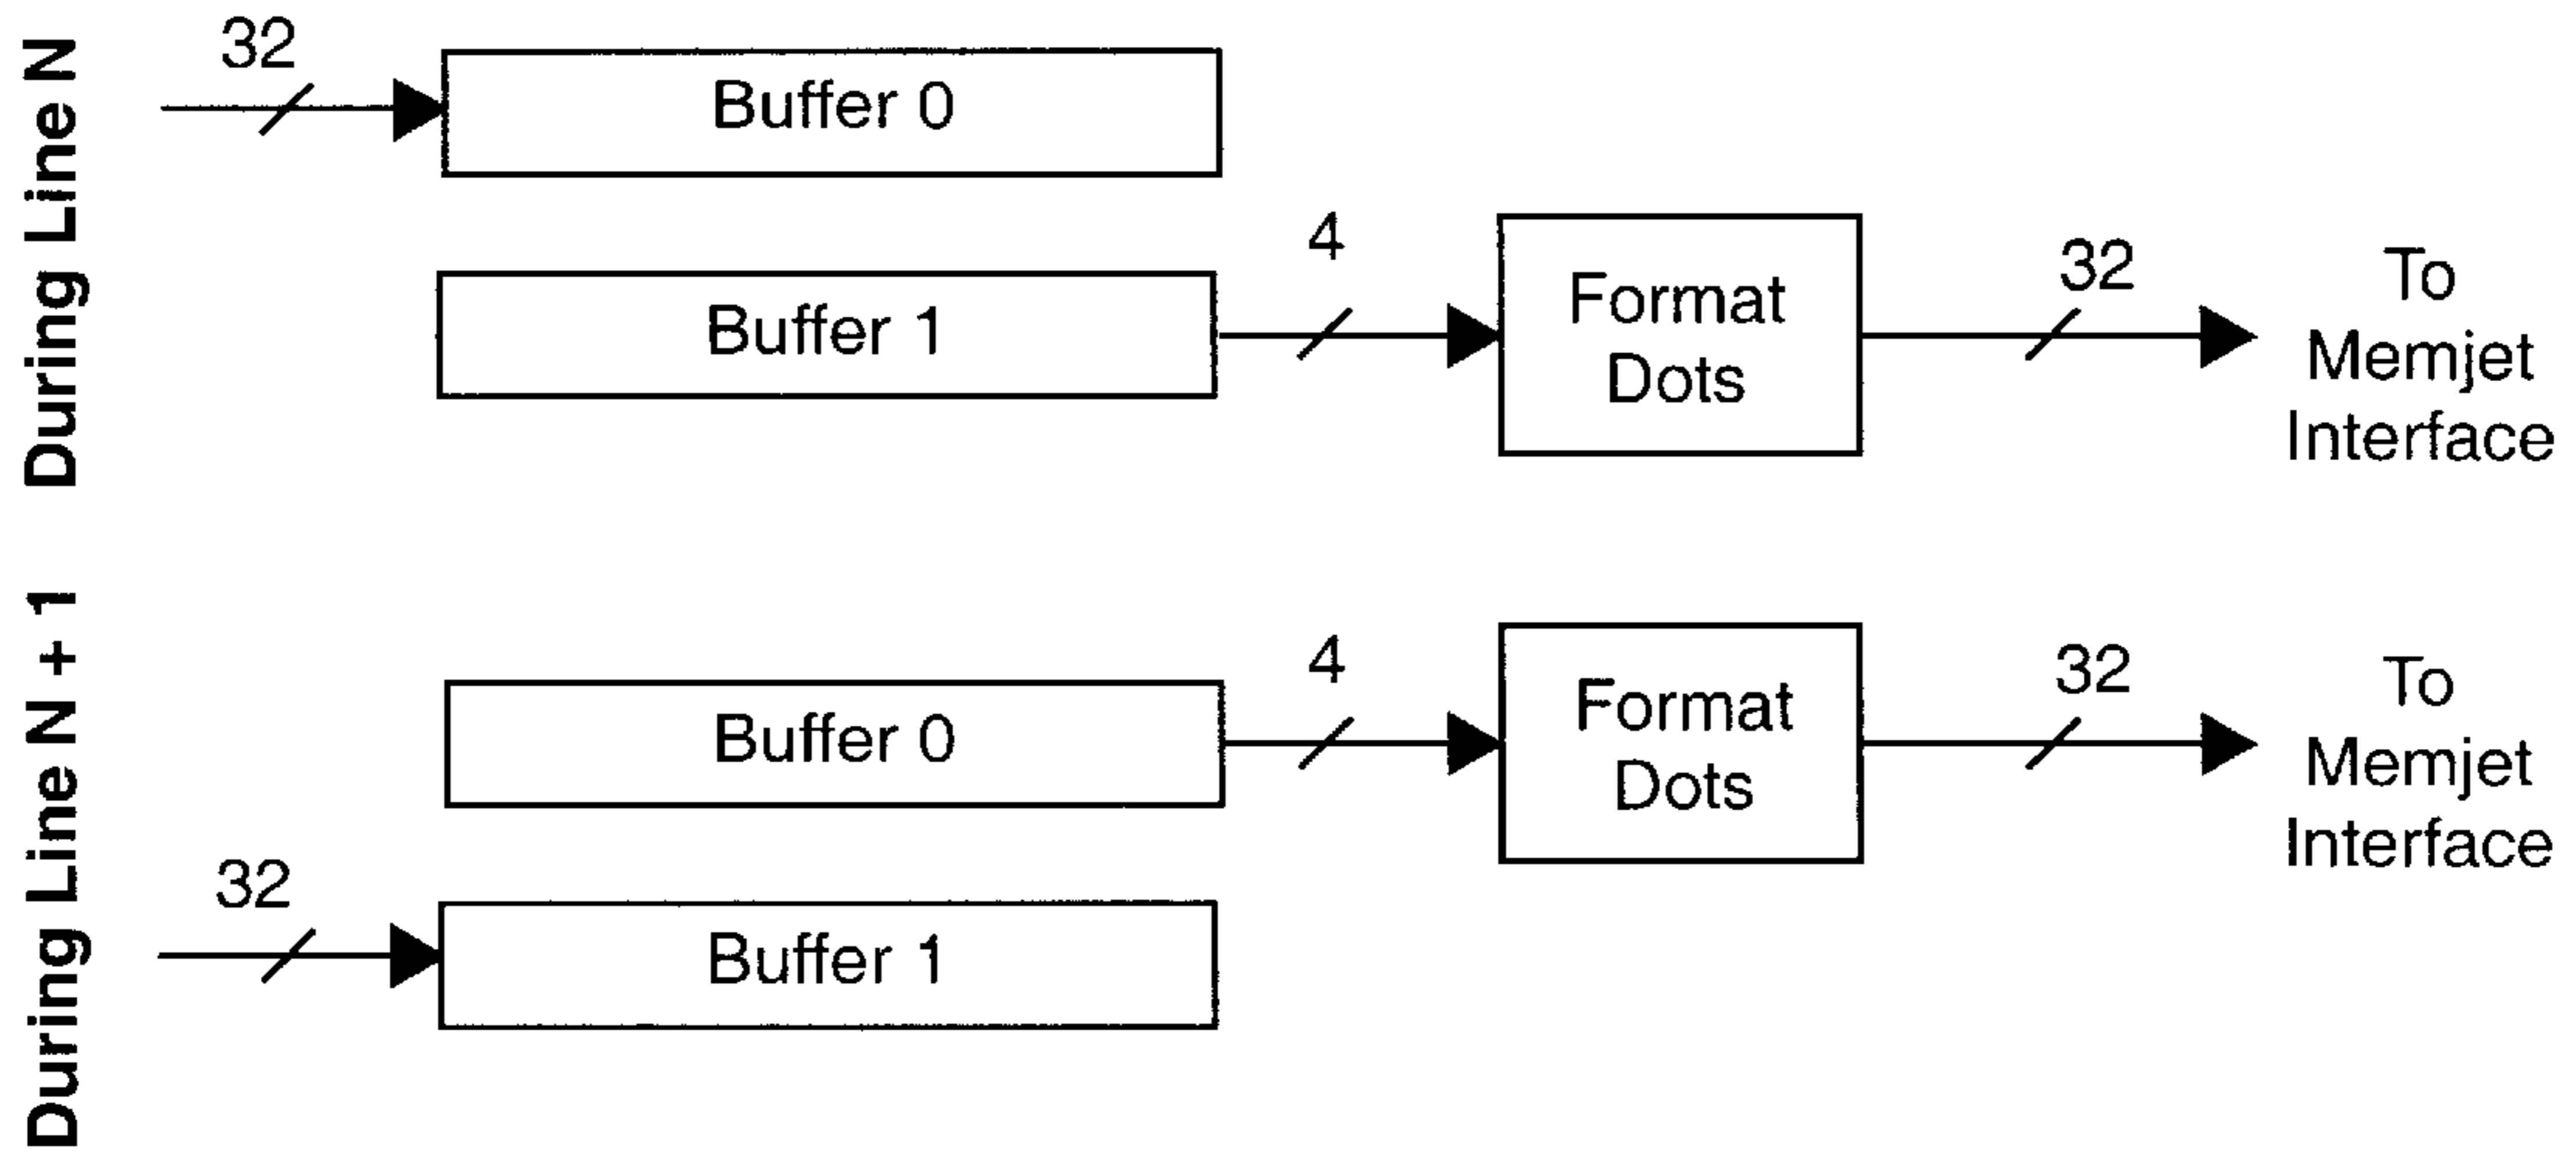 During Line N
32
Buffer 0
Buffer 1
4
Format
Dots
32
To
Memjet
Interface
During Line N + 1
Buffer 0
4
Format
Dots
32
To
Memjet
Interface
32
Buffer 1